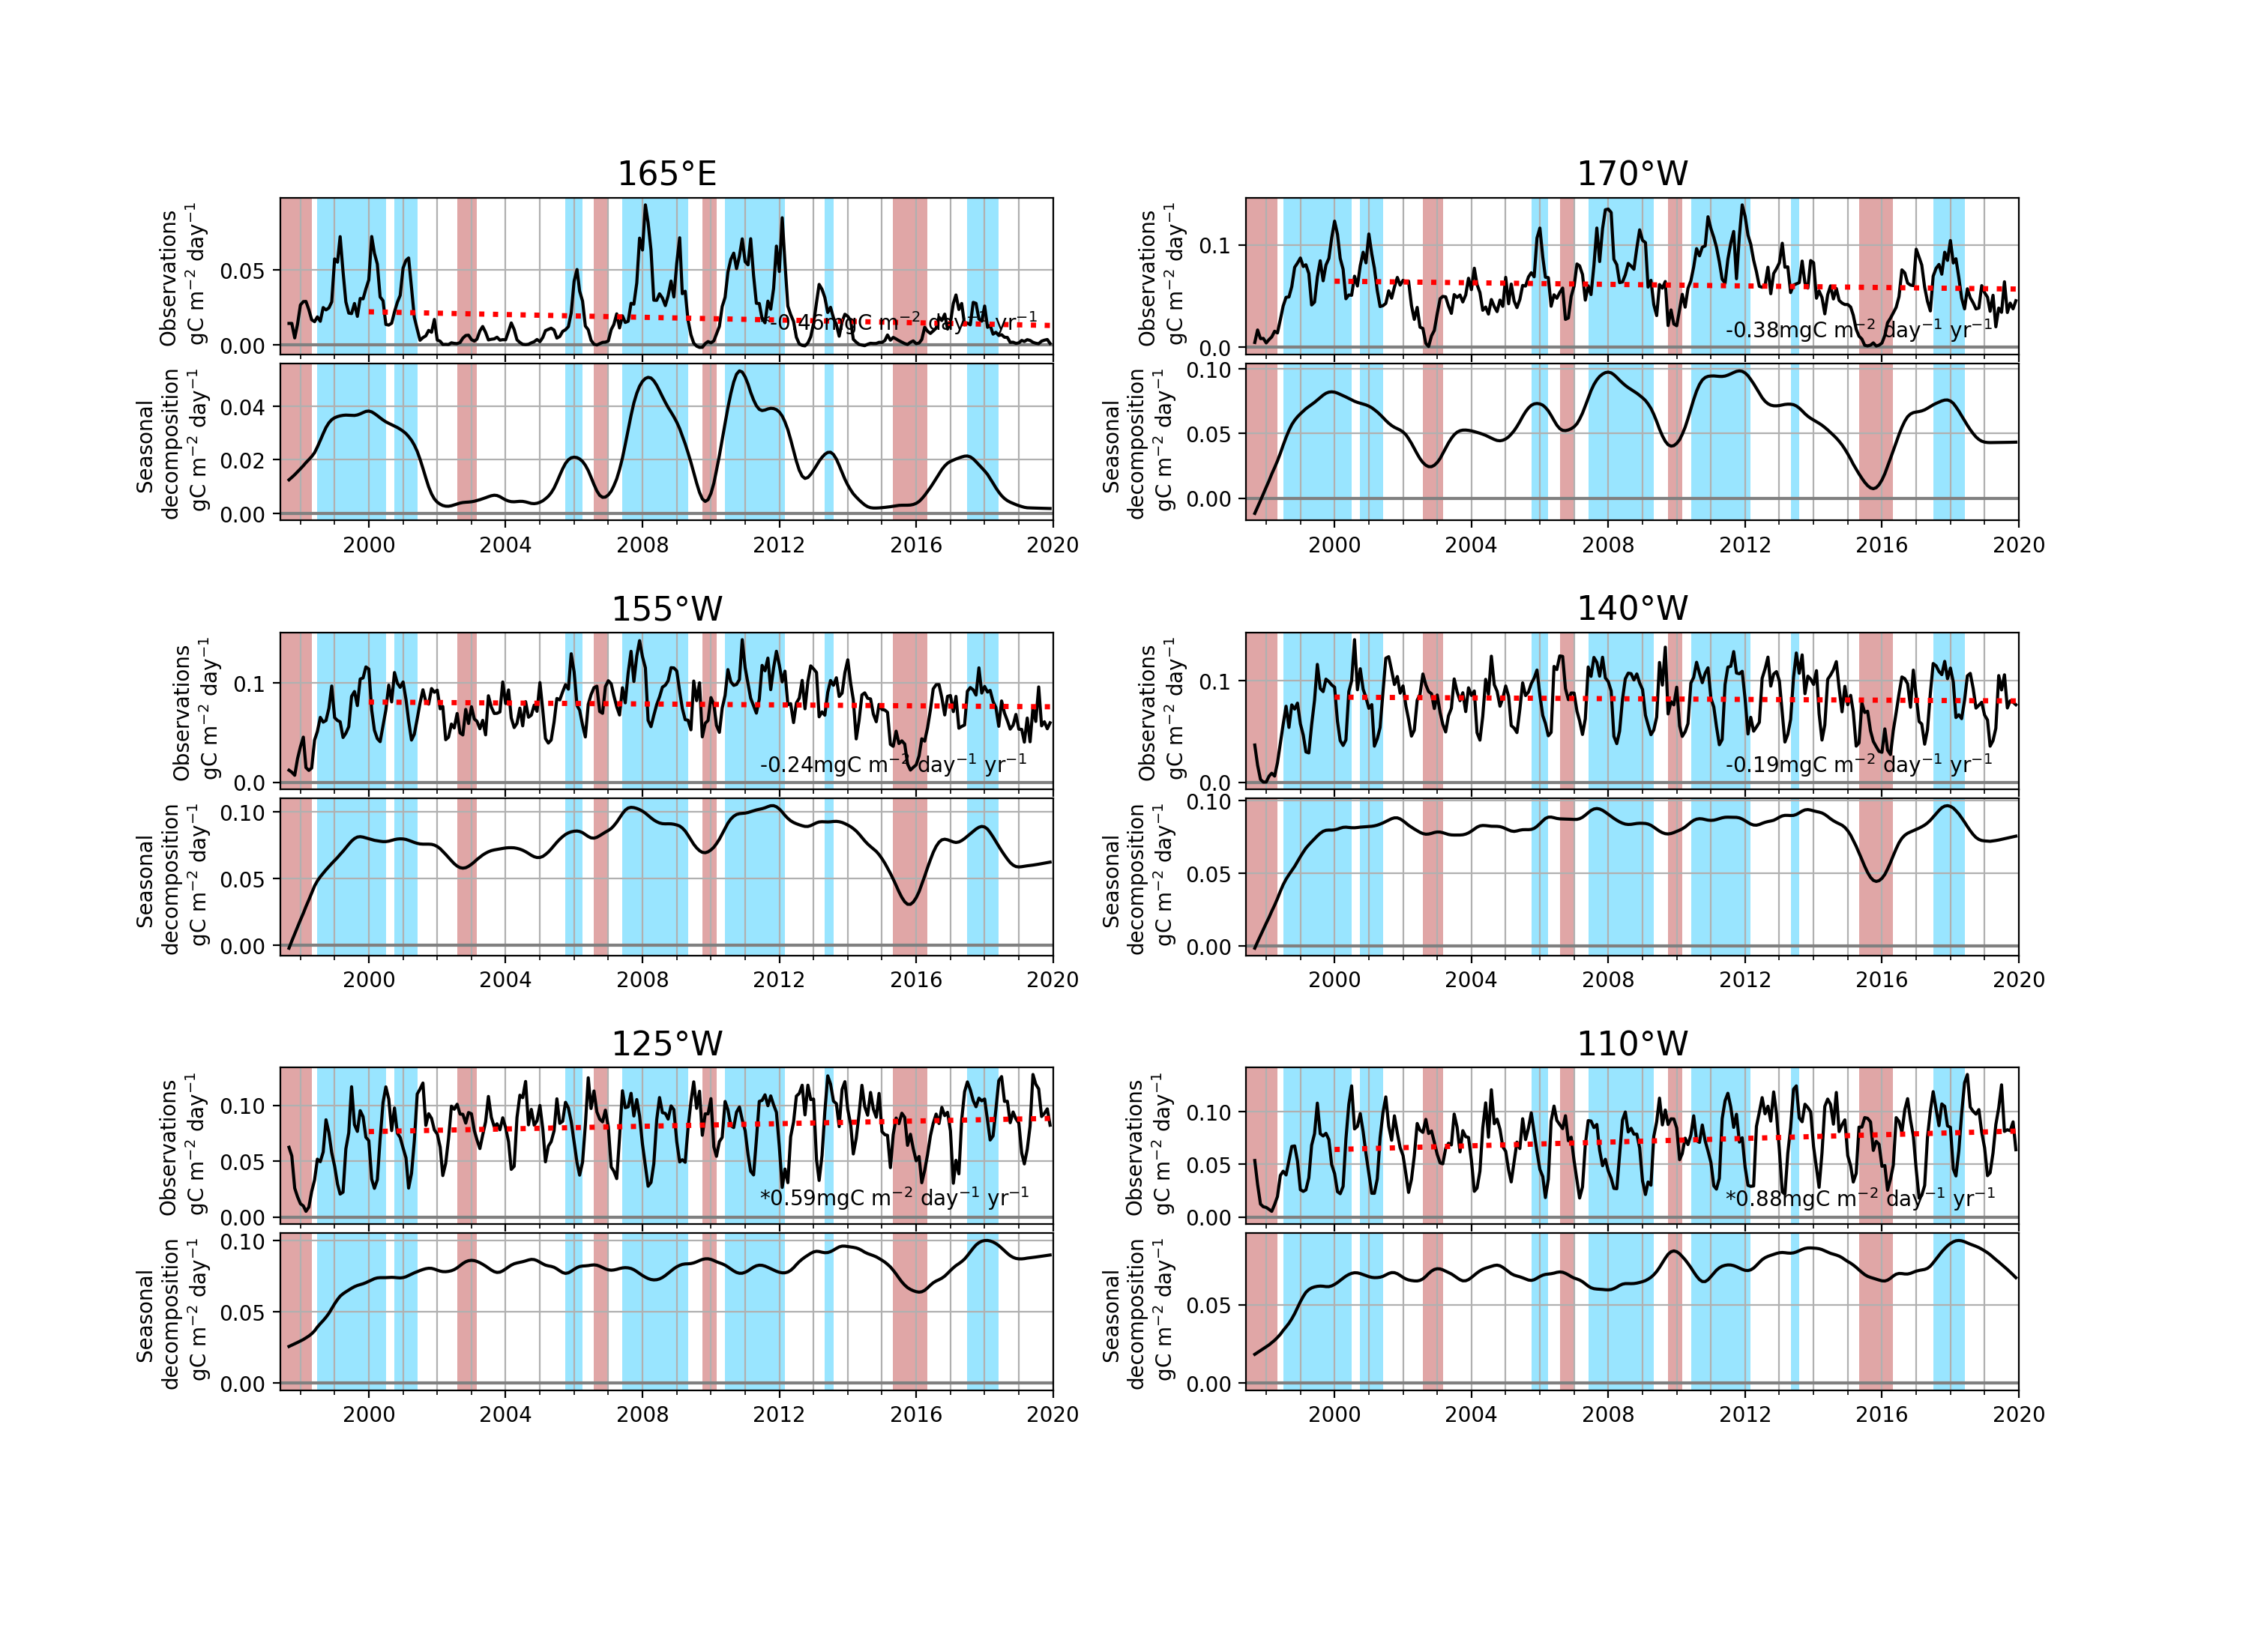 165°E
Observations
gC m⁻² day⁻¹
0.05
0.00
*-0.46mgC m⁻² day⁻¹ yr⁻¹
Seasonal
decomposition
gC m⁻² day⁻¹
0.04
0.02
0.00
2000 2004 2008 2012 2016 2020
170°W
Observations
gC m⁻² day⁻¹
0.1
0.0
-0.38mgC m⁻² day⁻¹ yr⁻¹
Seasonal
decomposition
gC m⁻² day⁻¹
0.10
0.05
0.00
2000 2004 2008 2012 2016 2020
155°W
Observations
gC m⁻² day⁻¹
0.1
0.0
-0.24mgC m⁻² day⁻¹ yr⁻¹
Seasonal
decomposition
gC m⁻² day⁻¹
0.10
0.05
0.00
2000 2004 2008 2012 2016 2020
140°W
Observations
gC m⁻² day⁻¹
0.1
0.0
-0.19mgC m⁻² day⁻¹ yr⁻¹
Seasonal
decomposition
gC m⁻² day⁻¹
0.10
0.05
0.00
2000 2004 2008 2012 2016 2020
125°W
Observations
gC m⁻² day⁻¹
0.10
0.05
0.00
*0.59mgC m⁻² day⁻¹ yr⁻¹
Seasonal
decomposition
gC m⁻² day⁻¹
0.10
0.05
0.00
2000 2004 2008 2012 2016 2020
110°W
Observations
gC m⁻² day⁻¹
0.10
0.05
0.00
*0.88mgC m⁻² day⁻¹ yr⁻¹
Seasonal
decomposition
gC m⁻² day⁻¹
0.05
0.00
2000 2004 2008 2012 2016 2020